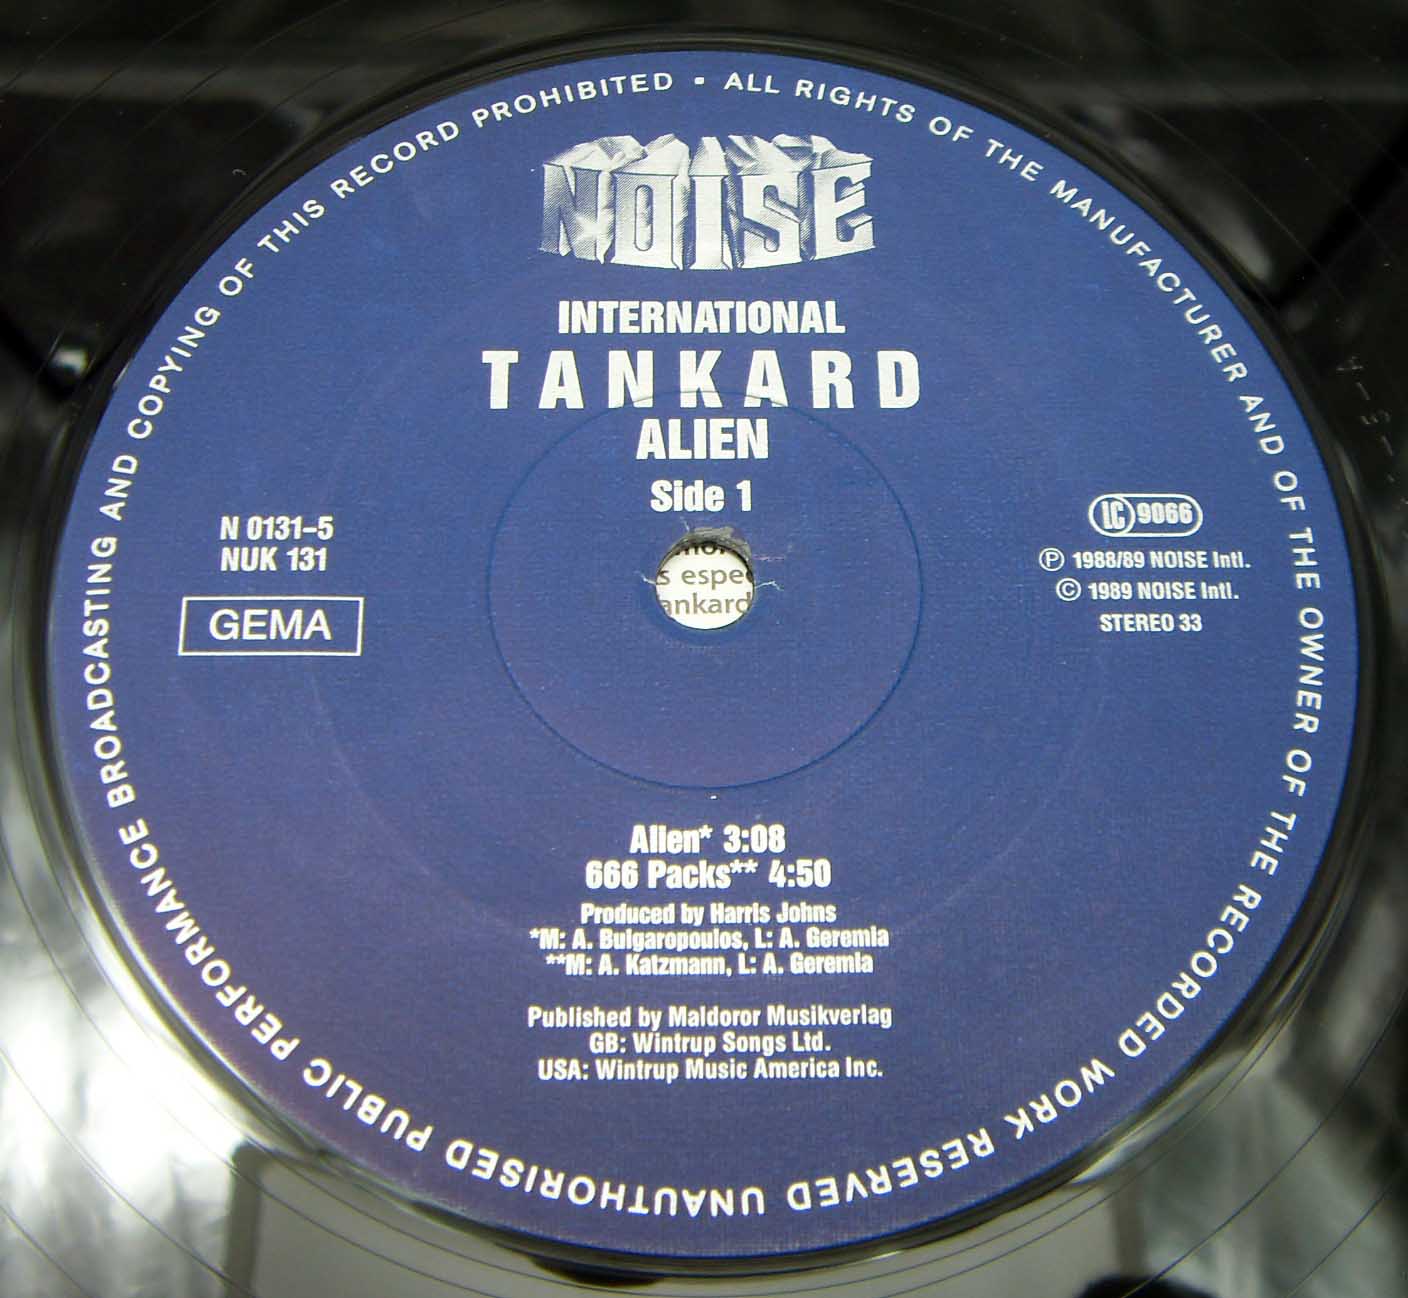 NOISE
INTERNATIONAL
TANKARD
ALIEN
Side 1
N 0131-5
NUK 131
GEMA
LC 9066
℗ 1988/89 NOISE Intl.
© 1989 NOISE Intl.
STEREO 33
s espec
ankard
Alien* 3:08
666 Packs** 4:50
Produced by Harris Johns
*M: A. Bulgaropoulos, L: A. Geremia
**M: A. Katzmann, L: A. Geremia
Published by Maldoror Musikverlag
GB: Wintrup Songs Ltd.
USA: Wintrup Music America Inc.
ALL RIGHTS OF THE MANUFACTURER AND OF THE OWNER OF THE RECORDED WORK RESERVED UNAUTHORISED PUBLIC PERFORMANCE BROADCASTING AND COPYING OF THIS RECORD PROHIBITED •